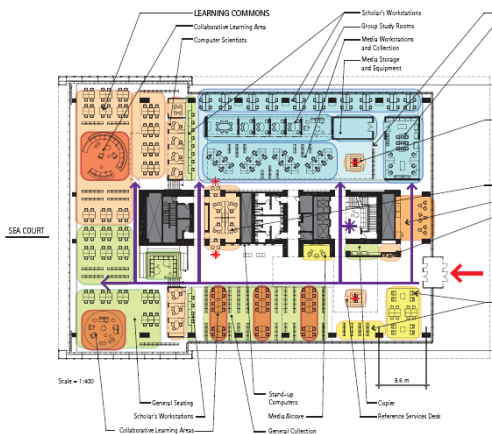 LEARNING COMMONS
Collaborative Learning Area
Computer Scientists
Scholar's Workstations
Group Study Rooms
Media Workstations
and Collection
Media Storage
and Equipment
SEA COURT
Scale = 1:400
9.6 m
General Seating
Scholar's Workstations
Collaborative Learning Areas
Stand-up
Computers
Media Alcove
General Collection
Copier
Reference Services Desk